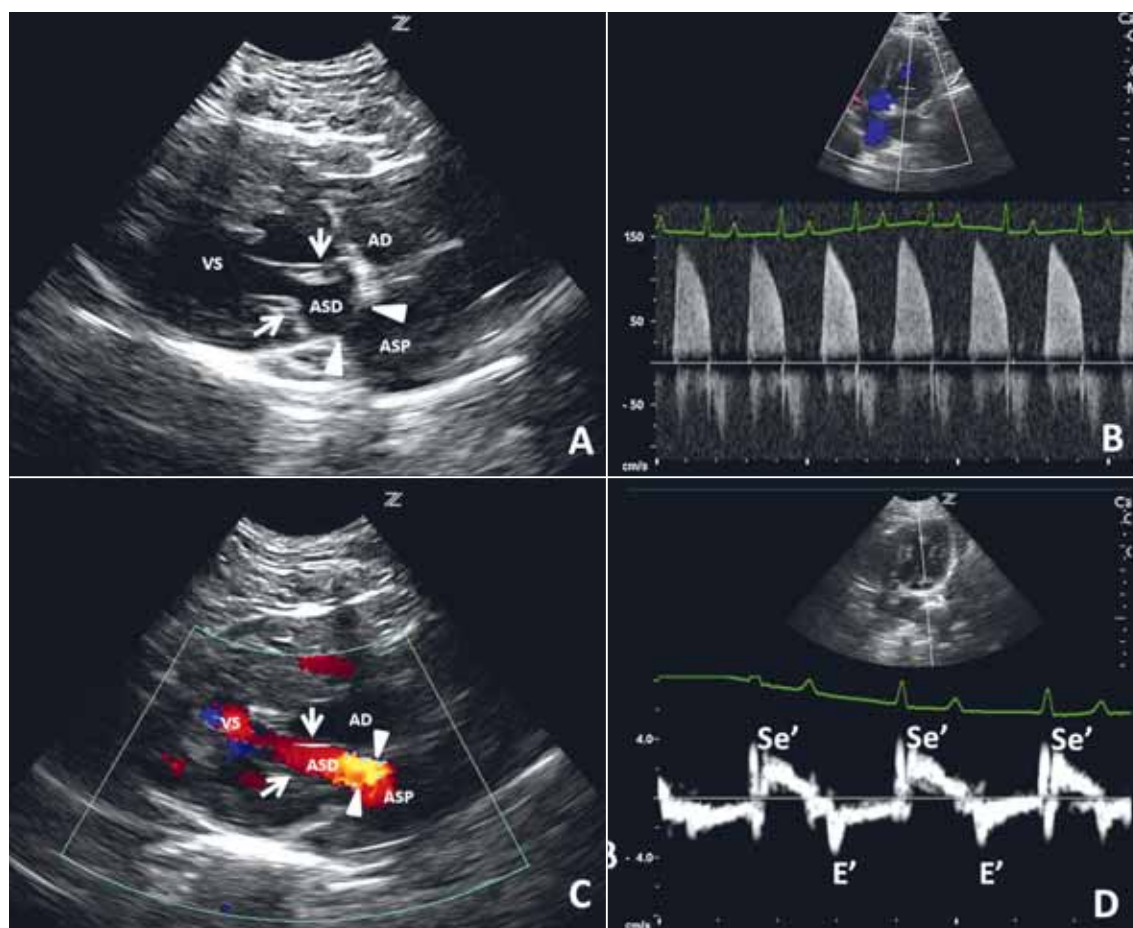 Z
AD
VS
ASD
ASP
A
Z
150
50
- 50
cm/s
B
Z
AD
VS
ASD
ASP
C
Z
4.0
Se’ Se’ Se’
- 4.0
E’ E’
cm/s
D